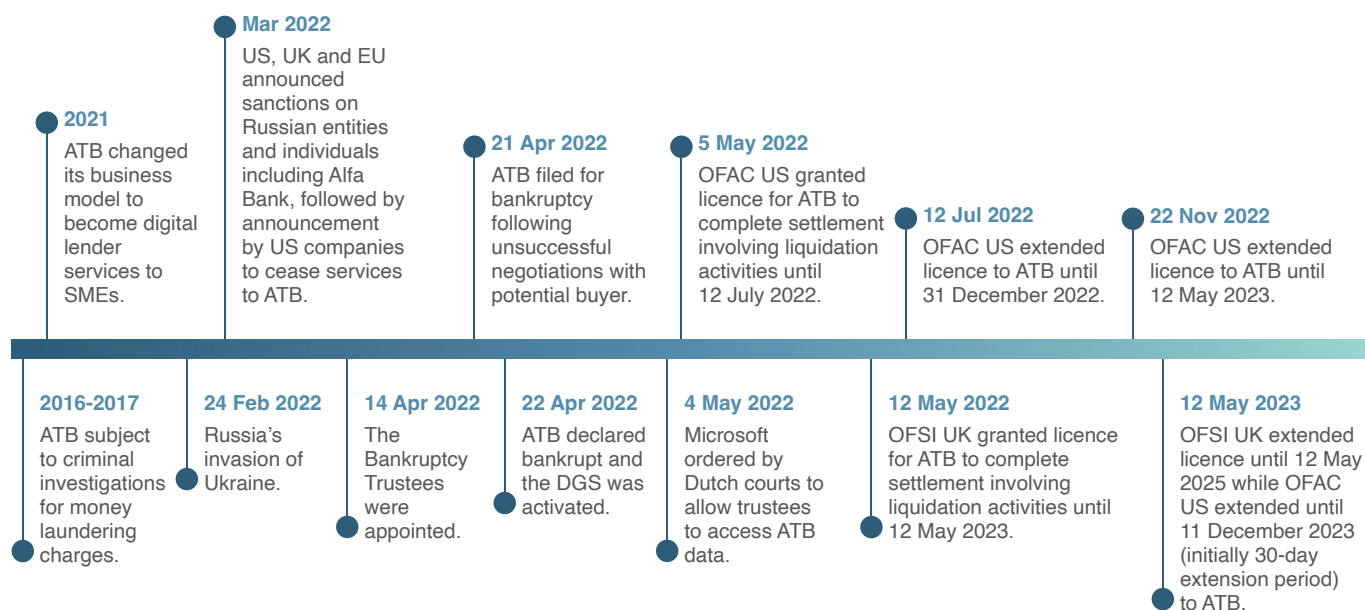 Mar 2022
US, UK and EU
announced
sanctions on
Russian entities
and individuals
including Alfa
Bank, followed by
announcement
by US companies
to cease services
to ATB.
2021
ATB changed
its business
model to
become digital
lender
services to
SMEs.
21 Apr 2022
ATB filed for
bankruptcy
following
unsuccessful
negotiations with
potential buyer.
5 May 2022
OFAC US granted
licence for ATB to
complete settlement
involving liquidation
activities until
12 July 2022.
12 Jul 2022
OFAC US extended
licence to ATB until
31 December 2022.
22 Nov 2022
OFAC US extended
licence to ATB until
12 May 2023.
2016-2017
ATB subject
to criminal
investigations
for money
laundering
charges.
24 Feb 2022
Russia’s
invasion of
Ukraine.
14 Apr 2022
The
Bankruptcy
Trustees
were
appointed.
22 Apr 2022
ATB declared
bankrupt and
the DGS was
activated.
4 May 2022
Microsoft
ordered by
Dutch courts to
allow trustees
to access ATB
data.
12 May 2022
OFSI UK granted licence
for ATB to complete
settlement involving
liquidation activities until
12 May 2023.
12 May 2023
OFSI UK extended
licence until 12 May
2025 while OFAC
US extended until
11 December 2023
(initially 30-day
extension period)
to ATB.